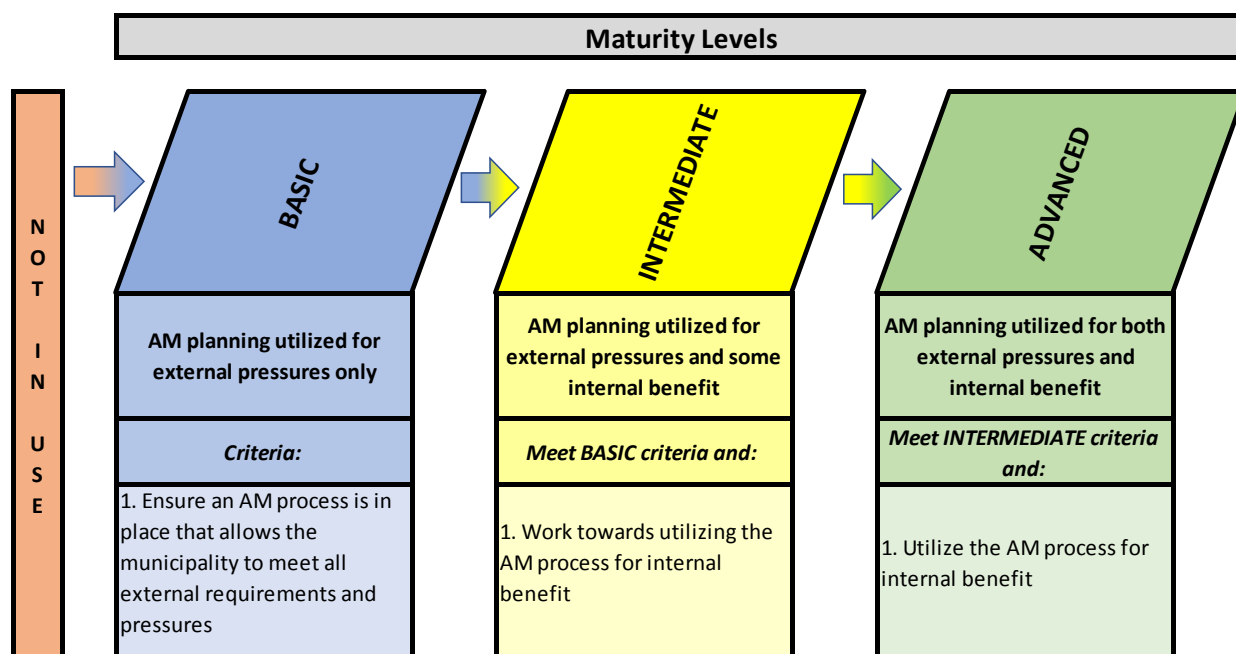 Maturity Levels
NOT IN USE
BASIC
INTERMEDIATE
ADVANCED
AM planning utilized for
external pressures only
AM planning utilized for
external pressures and some
internal benefit
AM planning utilized for both
external pressures and
internal benefit
Criteria:
Meet BASIC criteria and:
Meet INTERMEDIATE criteria
and:
1. Ensure an AM process is in
place that allows the
municipality to meet all
external requirements and
pressures
1. Work towards utilizing the
AM process for internal
benefit
1. Utilize the AM process for
internal benefit